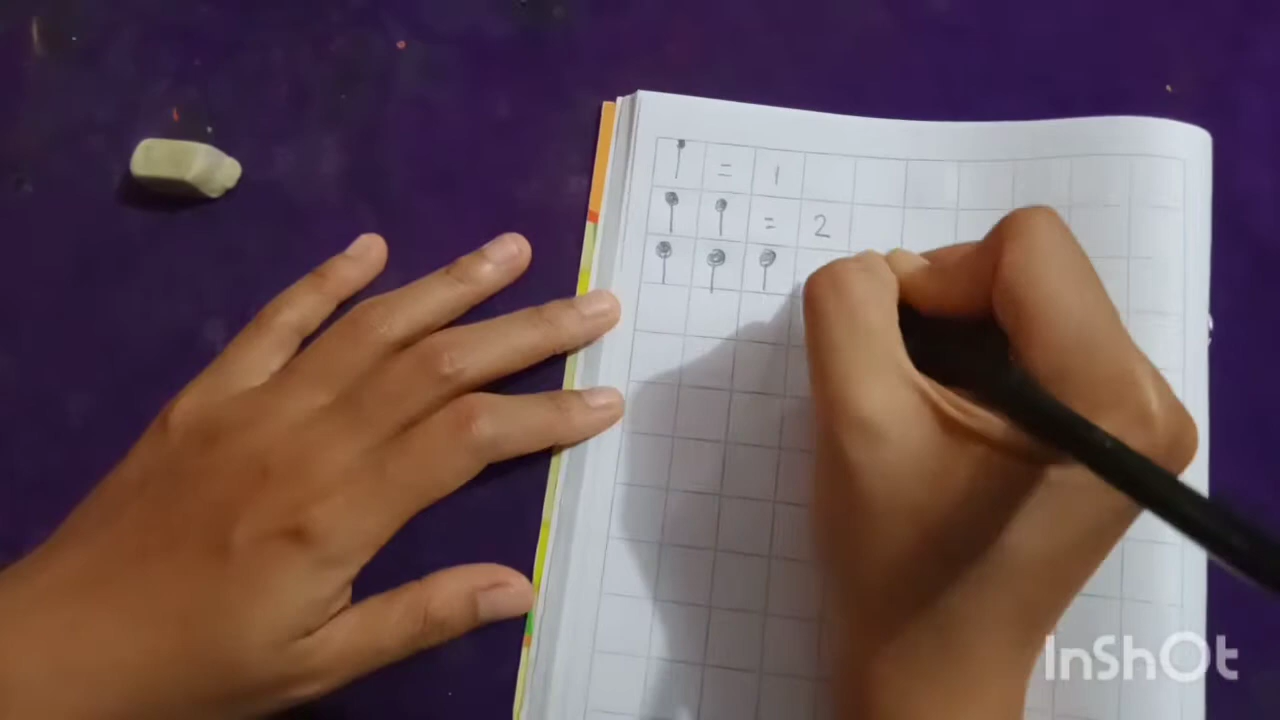 = 1
= 2
InShOt